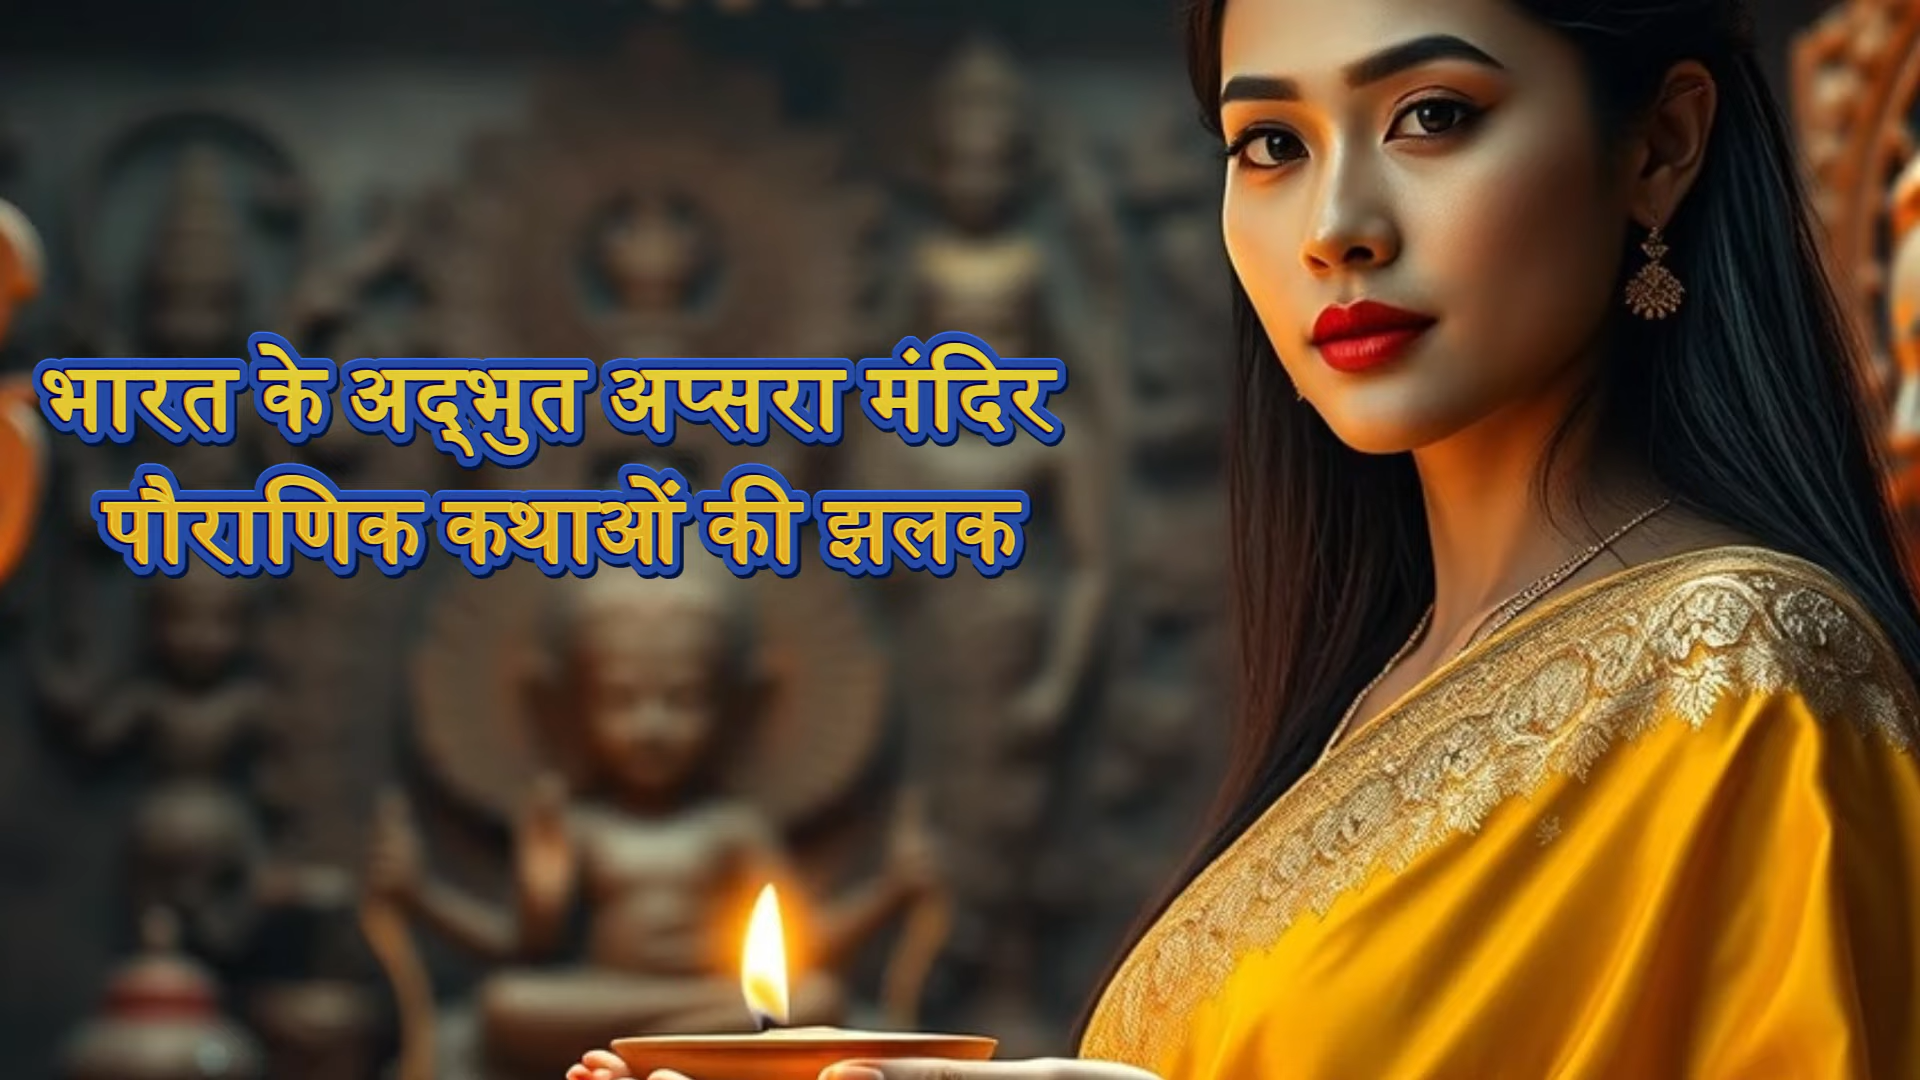 भारत के अद्‌भुत अप्सरा मंदिर
पौराणिक कथाओं की झलक